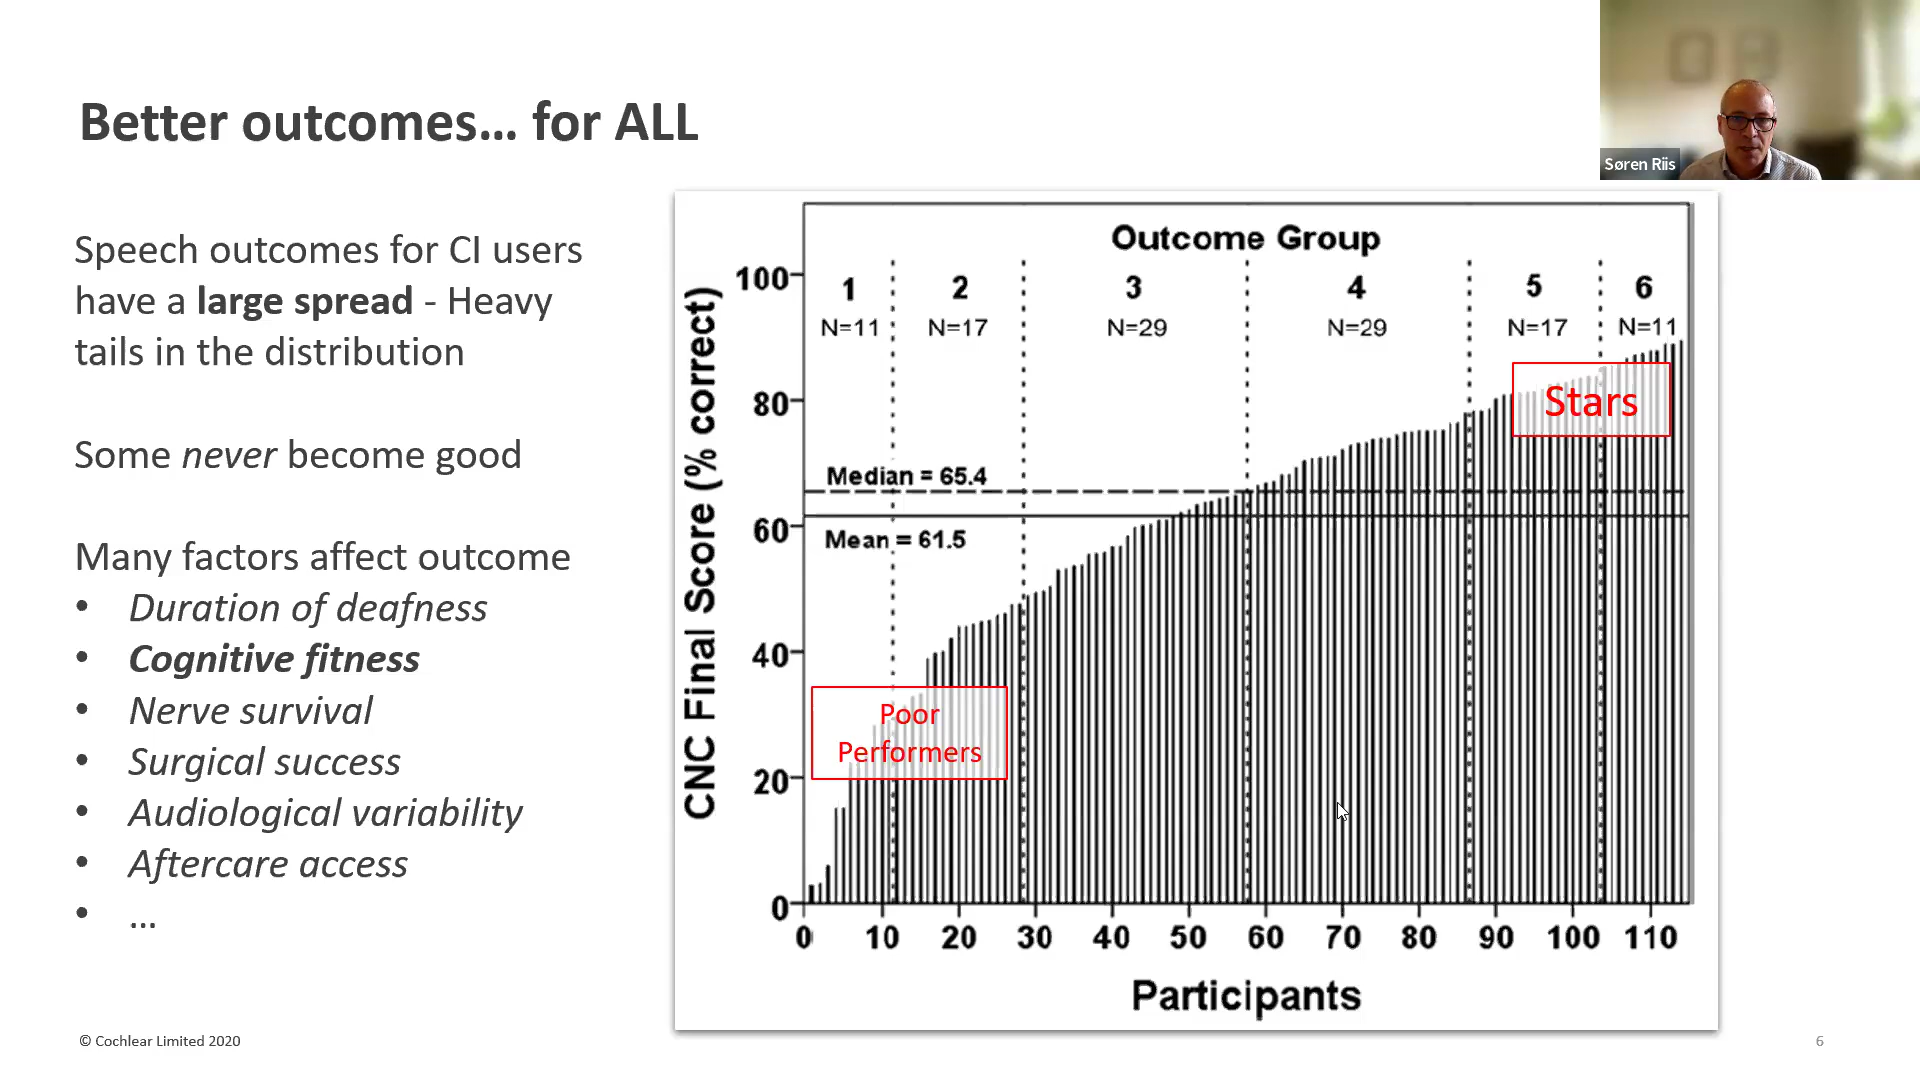 Better outcomes... for ALL
Søren Riis
Speech outcomes for CI users
have a large spread - Heavy
tails in the distribution
Some never become good
Many factors affect outcome
• Duration of deafness
• Cognitive fitness
• Nerve survival
• Surgical success
• Audiological variability
• Aftercare access
• ...
Outcome Group
1 2 3 4 5 6
N=11 N=17 N=29 N=29 N=17 N=11
CNC Final Score (% correct)
100
80
60
40
20
0
Median = 65.4
Mean = 61.5
Stars
Poor
Performers
0 10 20 30 40 50 60 70 80 90 100 110
Participants
© Cochlear Limited 2020
6